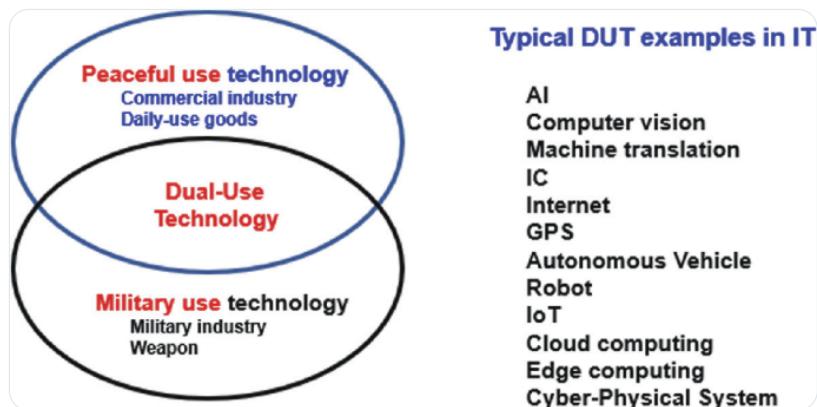 Peaceful use technology
Commercial industry
Daily-use goods
Dual-Use
Technology
Military use technology
Military industry
Weapon
Typical DUT examples in IT
AI
Computer vision
Machine translation
IC
Internet
GPS
Autonomous Vehicle
Robot
IoT
Cloud computing
Edge computing
Cyber-Physical System